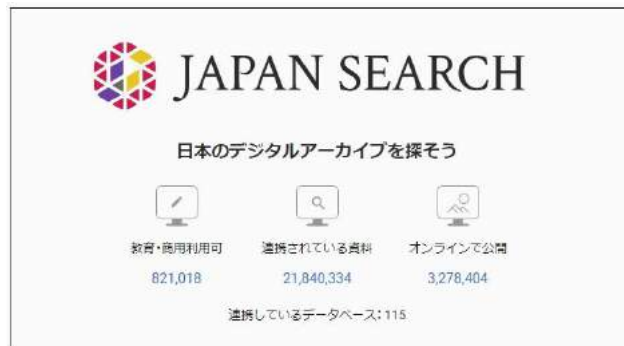 JAPAN SEARCH
日本のデジタルアーカイブを探そう
教育・商用利用可 連携されている資料 オンラインで公開
821,018 21,840,334 3,278,404
連携しているデータベース：115